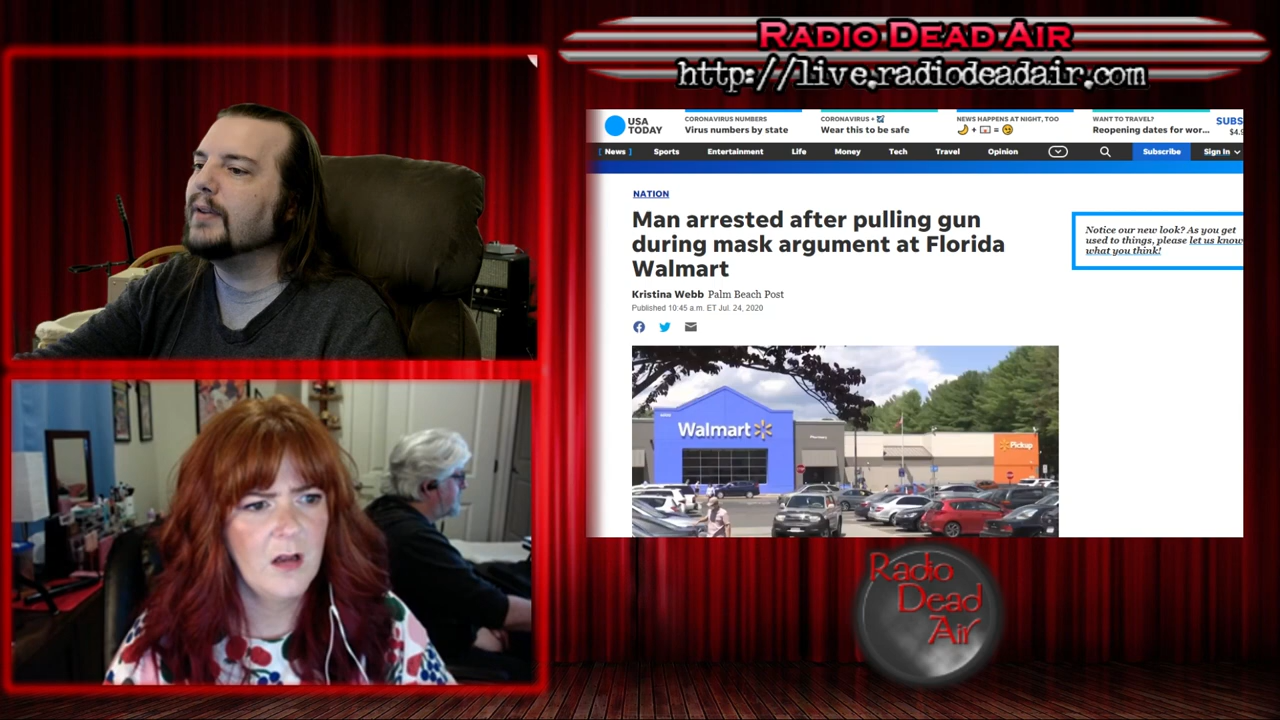 RADIO DEAD AIR
http://live.radiodeadair.com
USA
TODAY
CORONAVIRUS NUMBERS
Virus numbers by state
CORONAVIRUS +
Wear this to be safe
NEWS HAPPENS AT NIGHT, TOO
🌙 + 💌 = 😏
WANT TO TRAVEL?
Reopening dates for wor...
SUBS
$4.9
[ News ] Sports Entertainment Life Money Tech Travel Opinion Subscribe Sign In
NATION
Man arrested after pulling gun
during mask argument at Florida
Walmart
Kristina Webb Palm Beach Post
Published 10:45 a.m. ET Jul. 24, 2020
Notice our new look? As you get
used to things, please let us know
what you think!
Walmart
Pharmacy
Pickup
Radio
Dead
Air